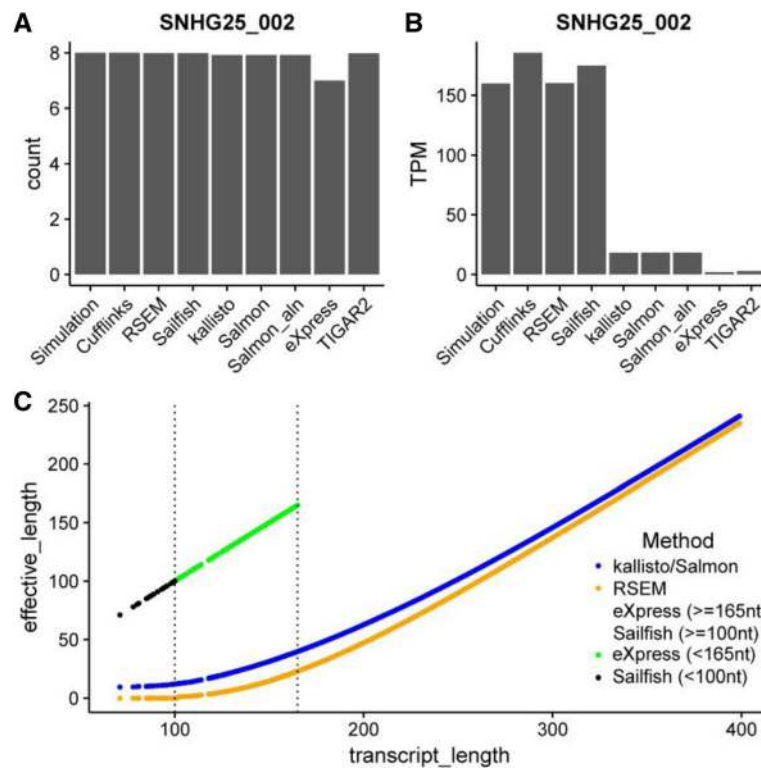 A
SNHG25_002
8
6
4
2
0
count
Simulation
Cufflinks
RSEM
Sailfish
kallisto
Salmon
Salmon_aln
eXpress
TIGAR2
B
SNHG25_002
150
100
50
0
TPM
Simulation
Cufflinks
RSEM
Sailfish
kallisto
Salmon
Salmon_aln
eXpress
TIGAR2
C
250
200
150
100
50
0
effective_length
100
200
300
400
transcript_length
Method
kallisto/Salmon
RSEM
eXpress (>=165nt)
Sailfish (>=100nt)
eXpress (<165nt)
Sailfish (<100nt)